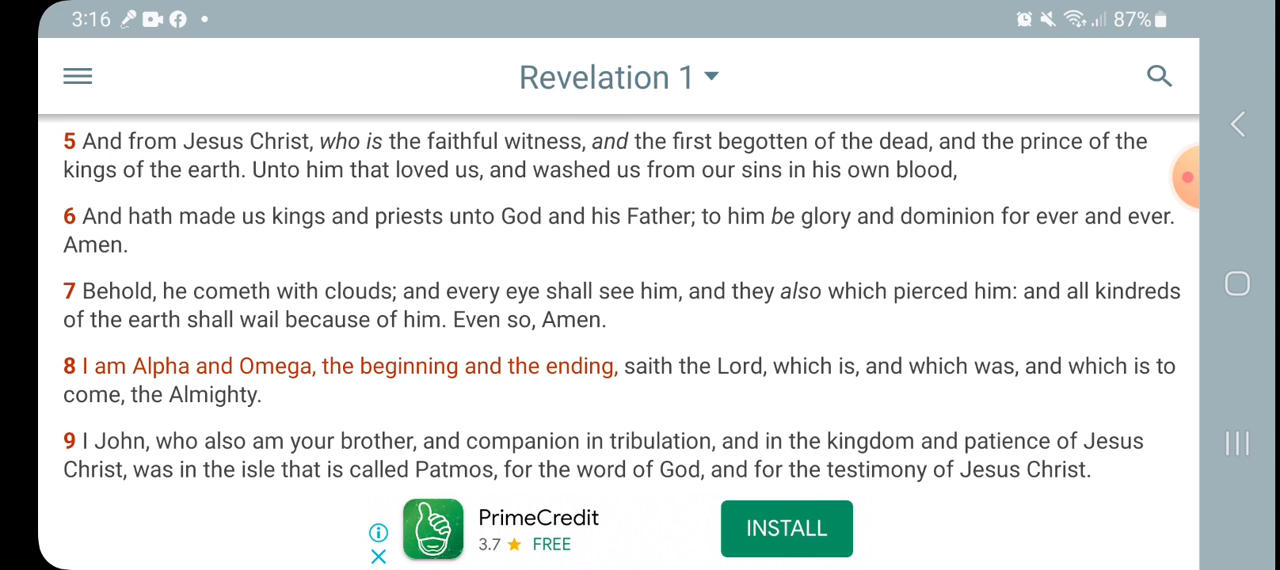 3:16
87%
Revelation 1
5 And from Jesus Christ, who is the faithful witness, and the first begotten of the dead, and the prince of the
kings of the earth. Unto him that loved us, and washed us from our sins in his own blood,
6 And hath made us kings and priests unto God and his Father; to him be glory and dominion for ever and ever.
Amen.
7 Behold, he cometh with clouds; and every eye shall see him, and they also which pierced him: and all kindreds
of the earth shall wail because of him. Even so, Amen.
8 I am Alpha and Omega, the beginning and the ending, saith the Lord, which is, and which was, and which is to
come, the Almighty.
9 I John, who also am your brother, and companion in tribulation, and in the kingdom and patience of Jesus
Christ, was in the isle that is called Patmos, for the word of God, and for the testimony of Jesus Christ.
PrimeCredit
3.7 ★ FREE
INSTALL